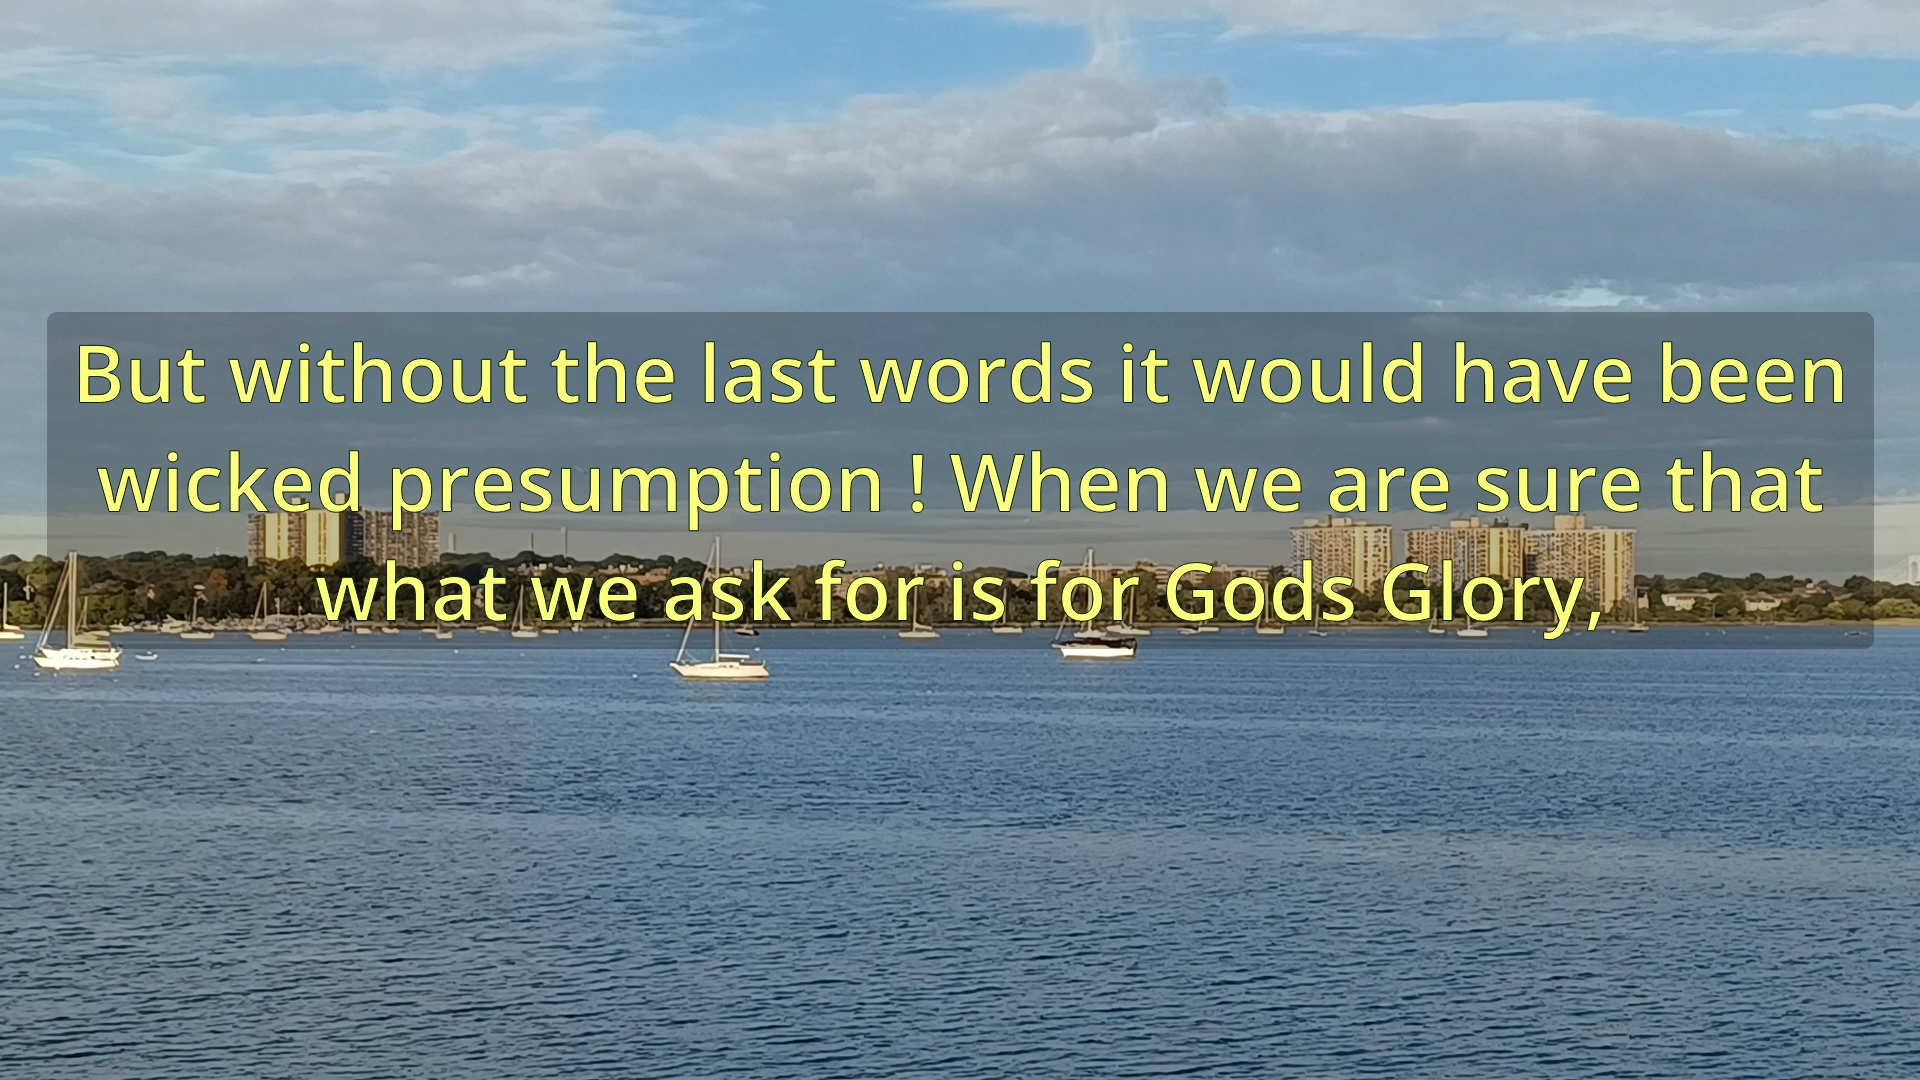 But without the last words it would have been
wicked presumption ! When we are sure that
what we ask for is for Gods Glory,